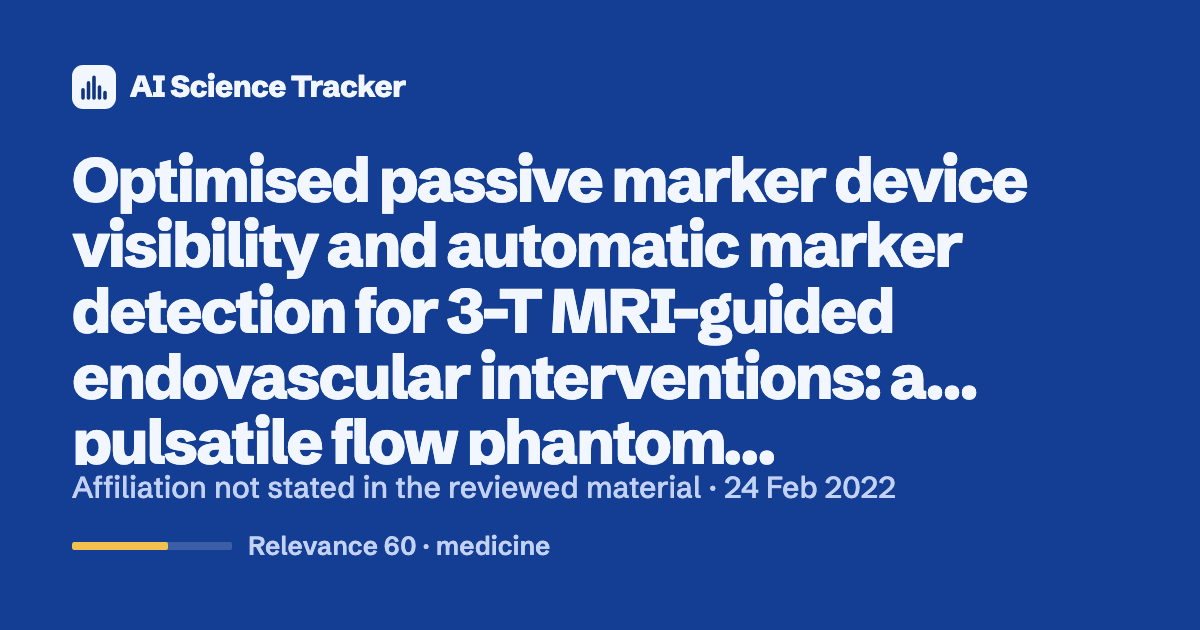 AI Science Tracker
Optimised passive marker device
visibility and automatic marker
detection for 3-T MRI-guided
endovascular interventions: a...
pulsatile flow phantom...
Affiliation not stated in the reviewed material · 24 Feb 2022
Relevance 60 · medicine